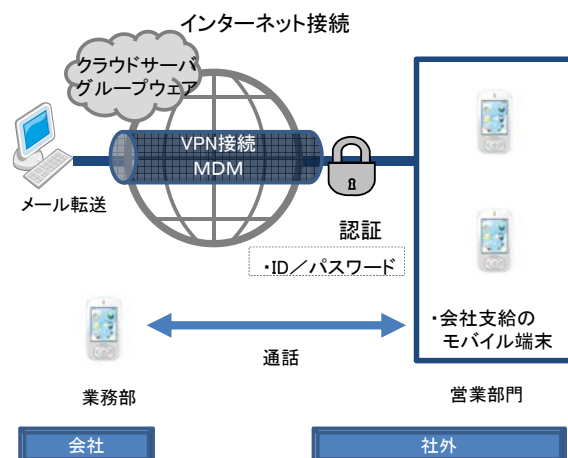 インターネット接続
クラウドサーバ
グループウェア
VPN接続
MDM
メール転送
認証
・ID／パスワード
・会社支給の
モバイル端末
通話
業務部
営業部門
会社
社外